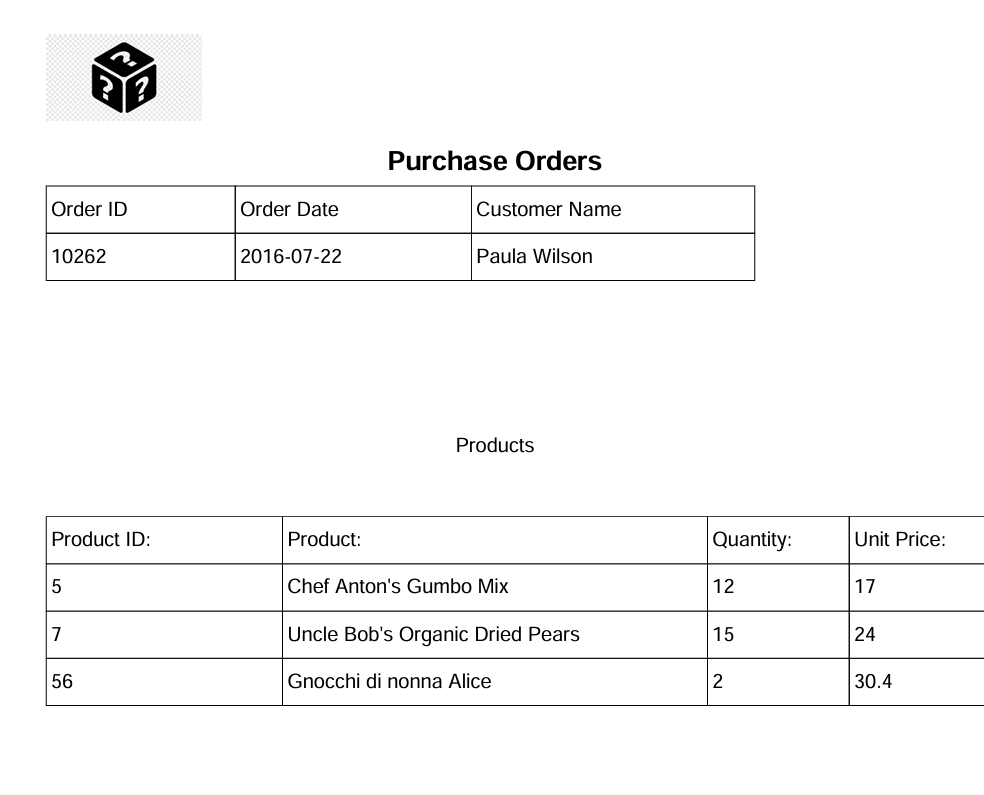 Purchase Orders
Order ID Order Date Customer Name
10262 2016-07-22 Paula Wilson
Products
Product ID: Product: Quantity: Unit Price:
5 Chef Anton's Gumbo Mix 12 17
7 Uncle Bob's Organic Dried Pears 15 24
56 Gnocchi di nonna Alice 2 30.4